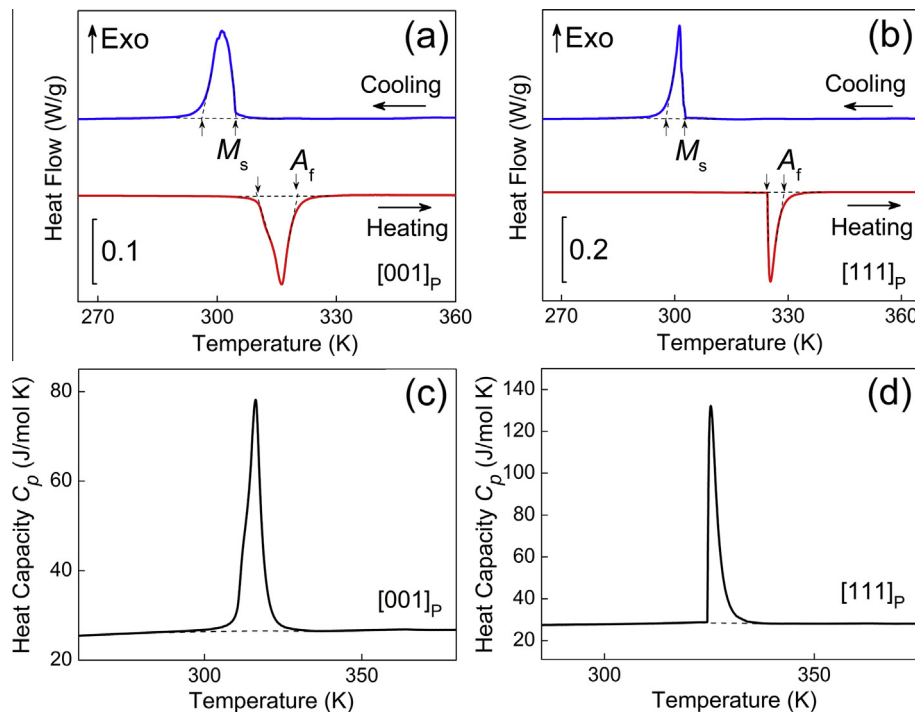 (a)
↑Exo
Cooling
←
Heat Flow (W/g)
Ms
Af
→
Heating
0.1
[001]P
270
300
330
360
Temperature (K)
(b)
↑Exo
Cooling
←
Heat Flow (W/g)
Ms
Af
→
Heating
0.2
[111]P
270
300
330
360
Temperature (K)
(c)
Heat Capacity Cp (J/mol K)
80
60
40
20
[001]P
300
350
Temperature (K)
(d)
Heat Capacity Cp (J/mol K)
140
120
100
80
60
40
20
[111]P
300
350
Temperature (K)